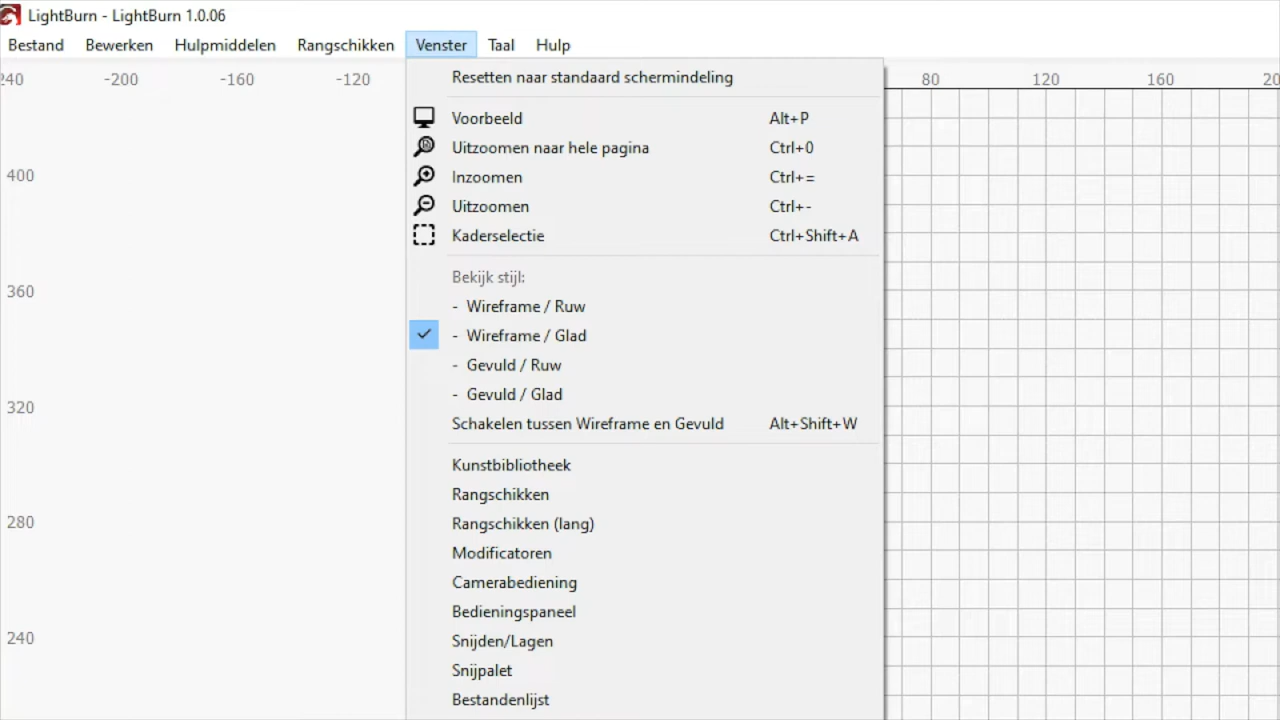 LightBurn - LightBurn 1.0.06
Bestand Bewerken Hulpmiddelen Rangschikken Venster Taal Hulp
240 -200 -160 -120 80 120 160 20
Resetten naar standaard schermindeling
Voorbeeld Alt+P
Uitzoomen naar hele pagina Ctrl+0
400
Inzoomen Ctrl+=
Uitzoomen Ctrl+-
Kaderselectie Ctrl+Shift+A
Bekijk stijl:
360
- Wireframe / Ruw
- Wireframe / Glad
- Gevuld / Ruw
- Gevuld / Glad
320
Schakelen tussen Wireframe en Gevuld Alt+Shift+W
Kunstbibliotheek
Rangschikken
280
Rangschikken (lang)
Modificatoren
Camerabediening
Bedieningspaneel
240
Snijden/Lagen
Snijpalet
Bestandenlijst